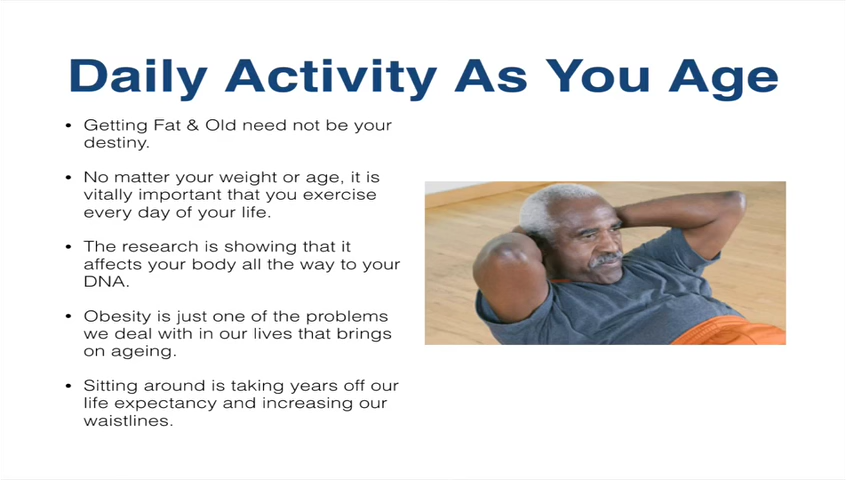 Daily Activity As You Age
• Getting Fat & Old need not be your
destiny.
• No matter your weight or age, it is
vitally important that you exercise
every day of your life.
• The research is showing that it
affects your body all the way to your
DNA.
• Obesity is just one of the problems
we deal with in our lives that brings
on ageing.
• Sitting around is taking years off our
life expectancy and increasing our
waistlines.